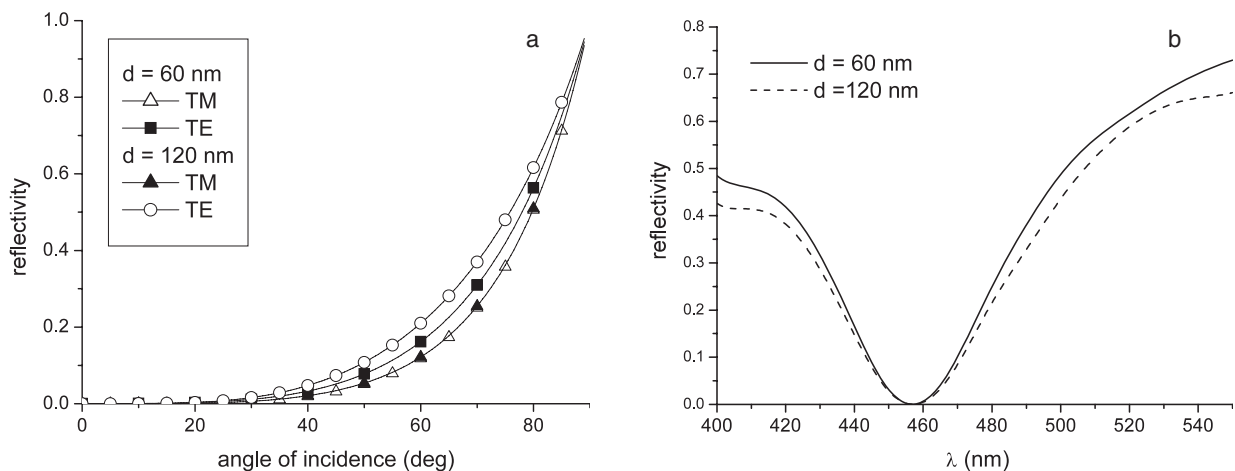 a
d = 60 nm
TM
TE
d = 120 nm
TM
TE
1.0
0.8
0.6
0.4
0.2
0.0
reflectivity
0 20 40 60 80
angle of incidence (deg)
b
d = 60 nm
d =120 nm
0.8
0.7
0.6
0.5
0.4
0.3
0.2
0.1
0.0
reflectivity
400 420 440 460 480 500 520 540
λ (nm)